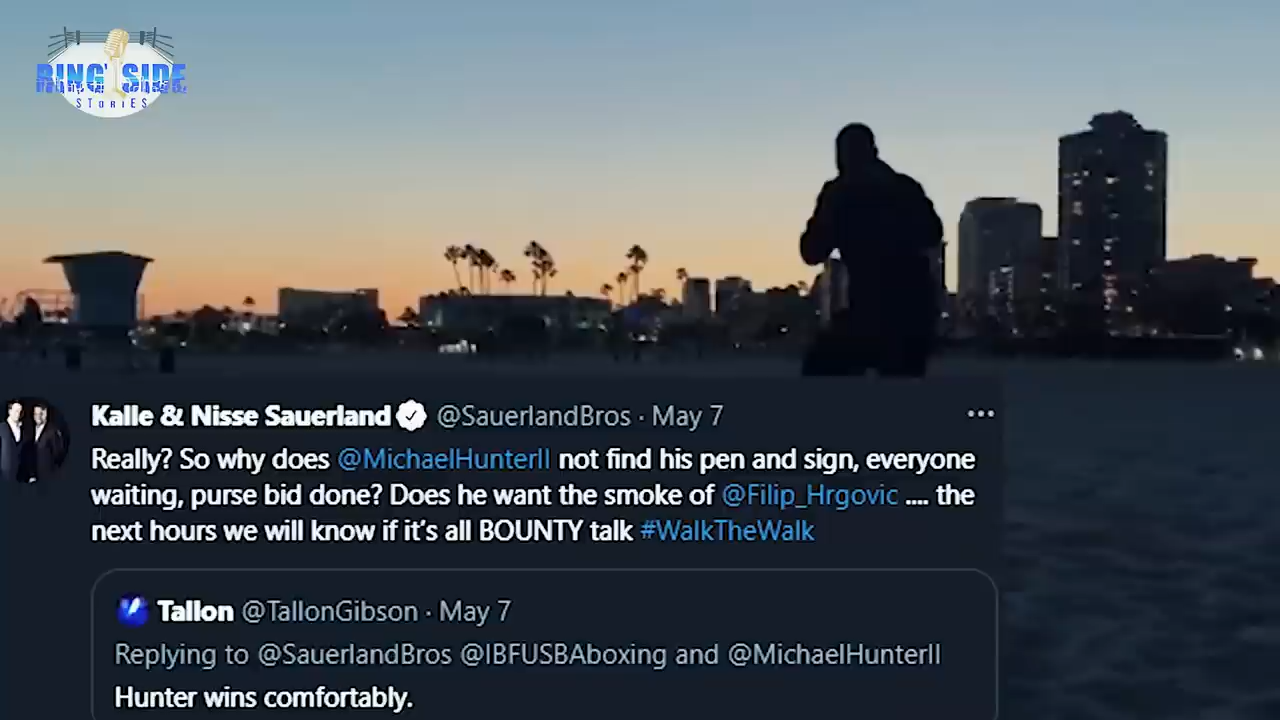 RING SIDE
STORIES
Kalle & Nisse Sauerland @SauerlandBros · May 7
Really? So why does @MichaelHunterII not find his pen and sign, everyone
waiting, purse bid done? Does he want the smoke of @Filip_Hrgovic .... the
next hours we will know if it's all BOUNTY talk #WalkTheWalk
Tallon @TallonGibson · May 7
Replying to @SauerlandBros @IBFUSBAboxing and @MichaelHunterII
Hunter wins comfortably.